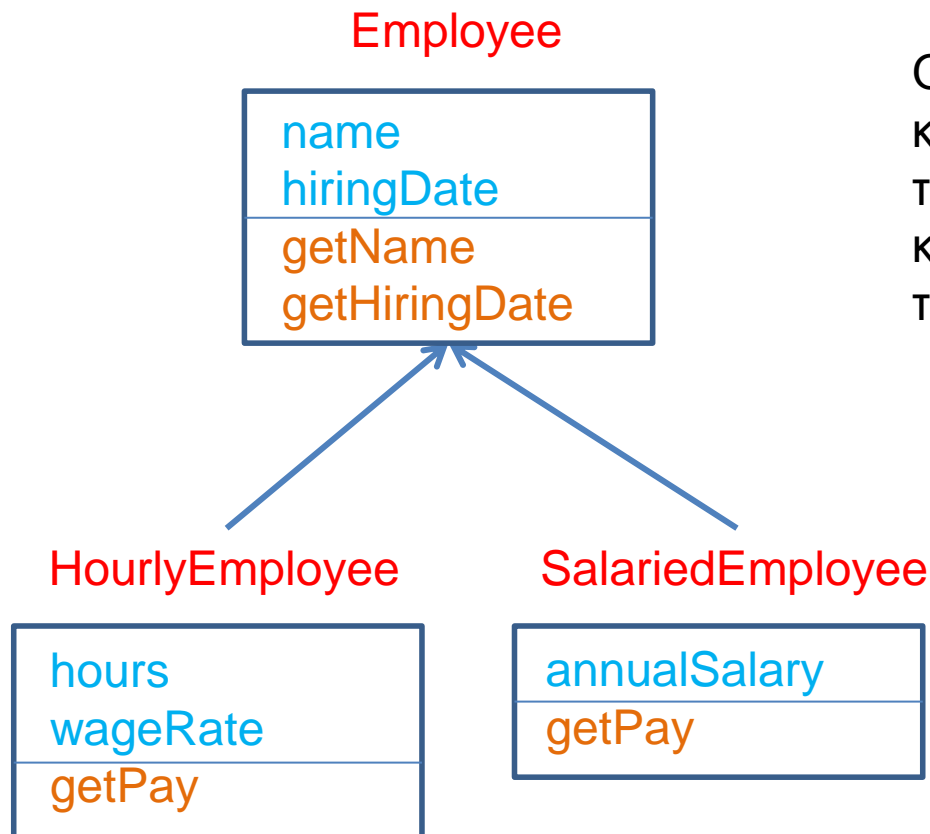 Employee
name
hiringDate
getName
getHiringDate
HourlyEmployee
hours
wageRate
getPay
SalariedEmployee
annualSalary
getPay